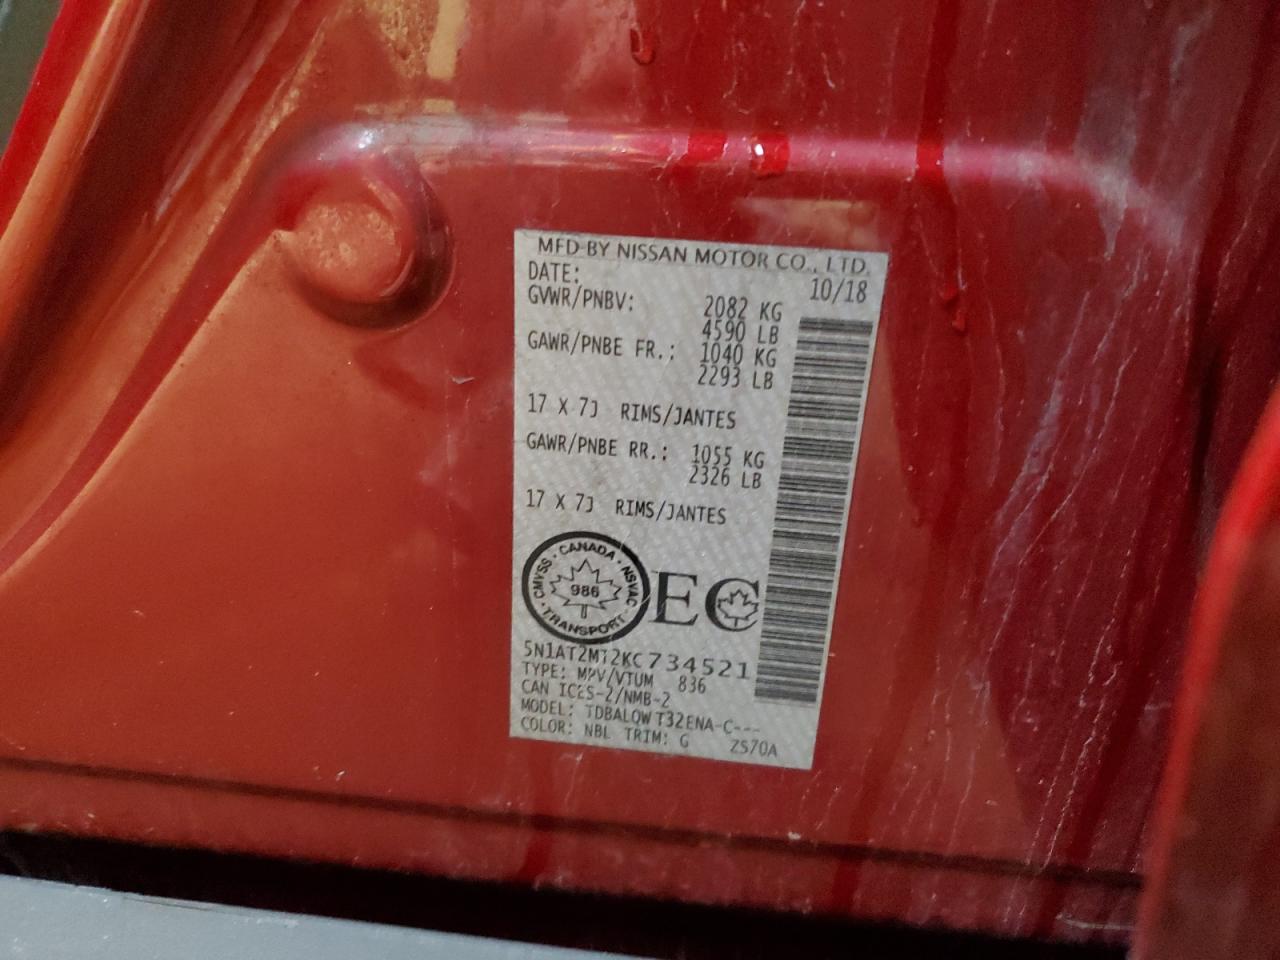 MFD BY NISSAN MOTOR CO., LTD.
DATE: 10/18
GVWR/PNBV: 2082 KG
4590 LB
GAWR/PNBE FR.: 1040 KG
2293 LB
17 X 7J RIMS/JANTES
GAWR/PNBE RR.: 1055 KG
2326 LB
17 X 7J RIMS/JANTES
CANADA · NSVAC · TRANSPORT · CMVSS ·
986
EC
5N1AT2MT2KC734521
TYPE: MPV/VTUM 836
CAN ICES-2/NMB-2
MODEL: TDBALQW T32ENA-C---
COLOR: NBL TRIM: G ZS70A